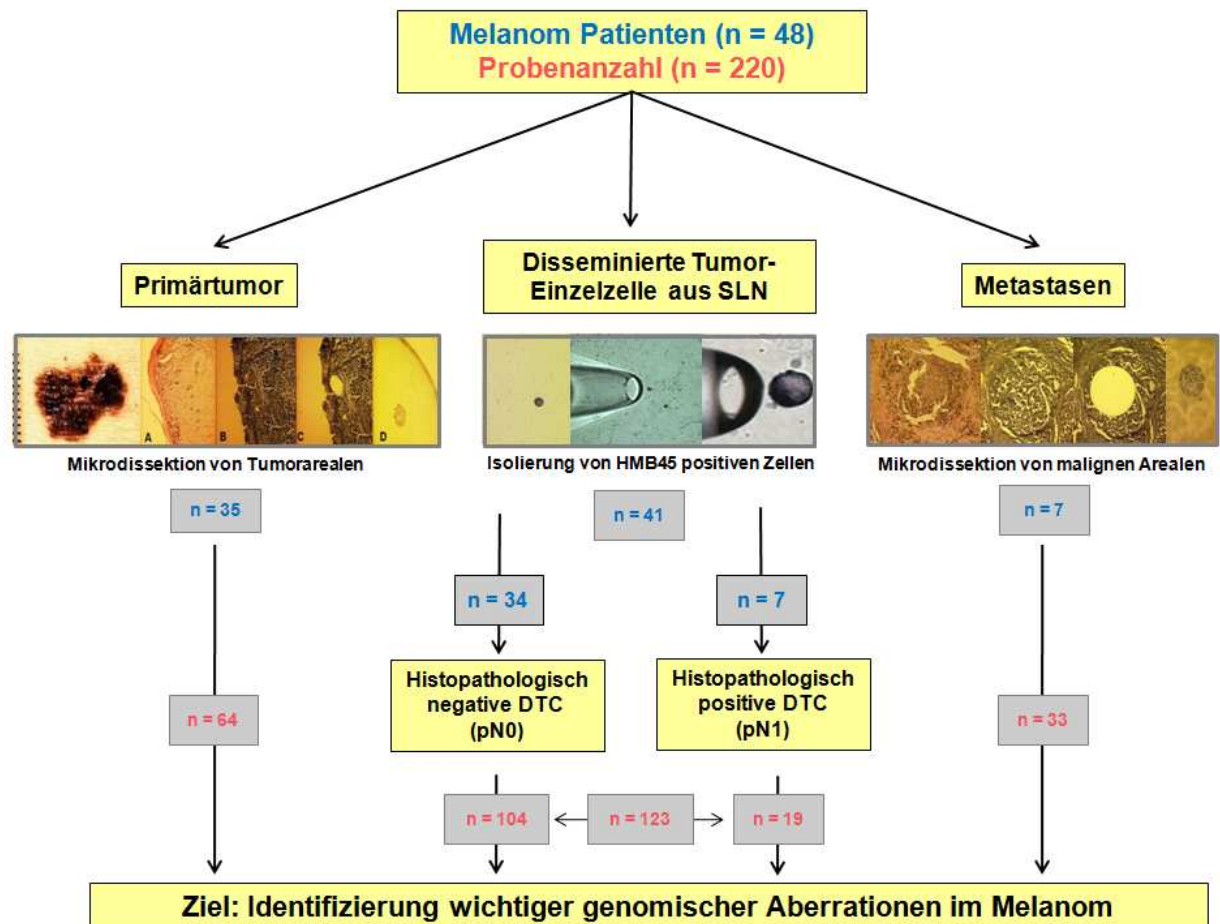 Melanom Patienten (n = 48)
Probenanzahl (n = 220)
Primärtumor
Disseminierte Tumor-
Einzelzelle aus SLN
Metastasen
A
B
C
D
Mikrodissektion von Tumorarealen
Isolierung von HMB45 positiven Zellen
Mikrodissektion von malignen Arealen
n = 35
n = 41
n = 7
n = 34
n = 7
Histopathologisch
negative DTC
(pN0)
Histopathologisch
positive DTC
(pN1)
n = 64
n = 33
n = 104
n = 123
n = 19
Ziel: Identifizierung wichtiger genomischer Aberrationen im Melanom